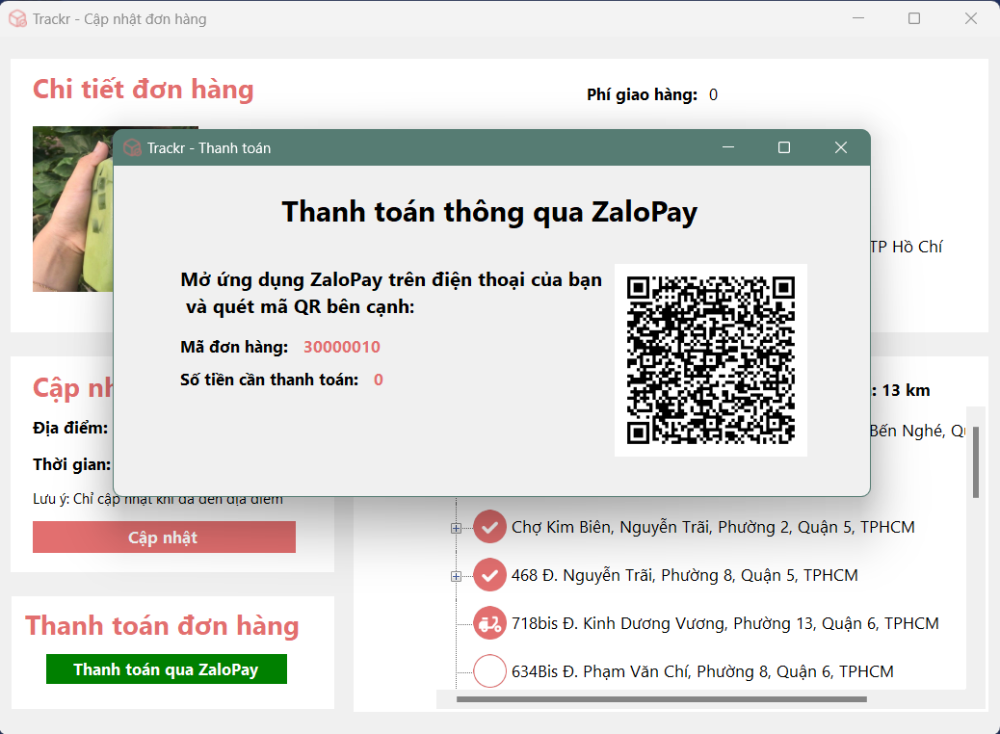 Trackr - Cập nhật đơn hàng
Chi tiết đơn hàng
Phí giao hàng: 0
TP Hồ Chí
Trackr - Thanh toán
Thanh toán thông qua ZaloPay
Mở ứng dụng ZaloPay trên điện thoại của bạn
và quét mã QR bên cạnh:
Mã đơn hàng: 30000010
Số tiền cần thanh toán: 0
Cập nh
: 13 km
Địa điểm:
Bến Nghé, Qu
Thời gian:
Lưu ý: Chỉ cập nhật khi đã đến địa điểm
Cập nhật
Chợ Kim Biên, Nguyễn Trãi, Phường 2, Quận 5, TPHCM
468 Đ. Nguyễn Trãi, Phường 8, Quận 5, TPHCM
718bis Đ. Kinh Dương Vương, Phường 13, Quận 6, TPHCM
634Bis Đ. Phạm Văn Chí, Phường 8, Quận 6, TPHCM
Thanh toán đơn hàng
Thanh toán qua ZaloPay